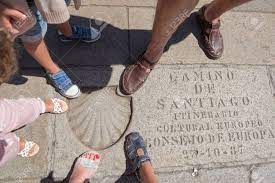 CAMINO
DE
SANTIAGO
ITINERARIO
CULTURAL EUROPEO
CONSEJO DE EUROPA
23-10-87